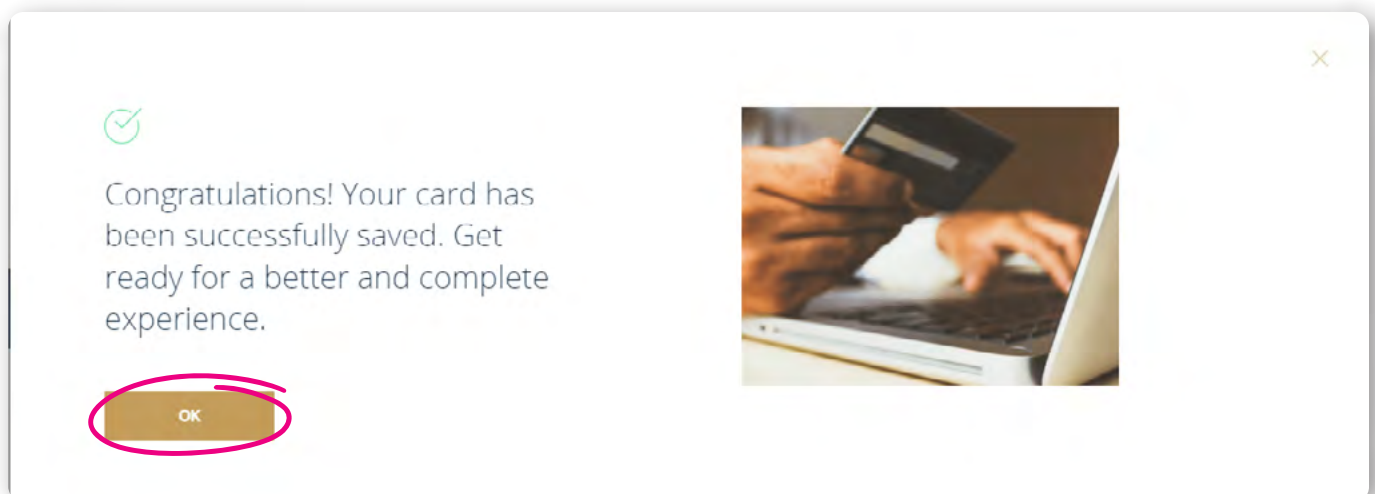 Congratulations! Your card has
been successfully saved. Get
ready for a better and complete
experience.
OK